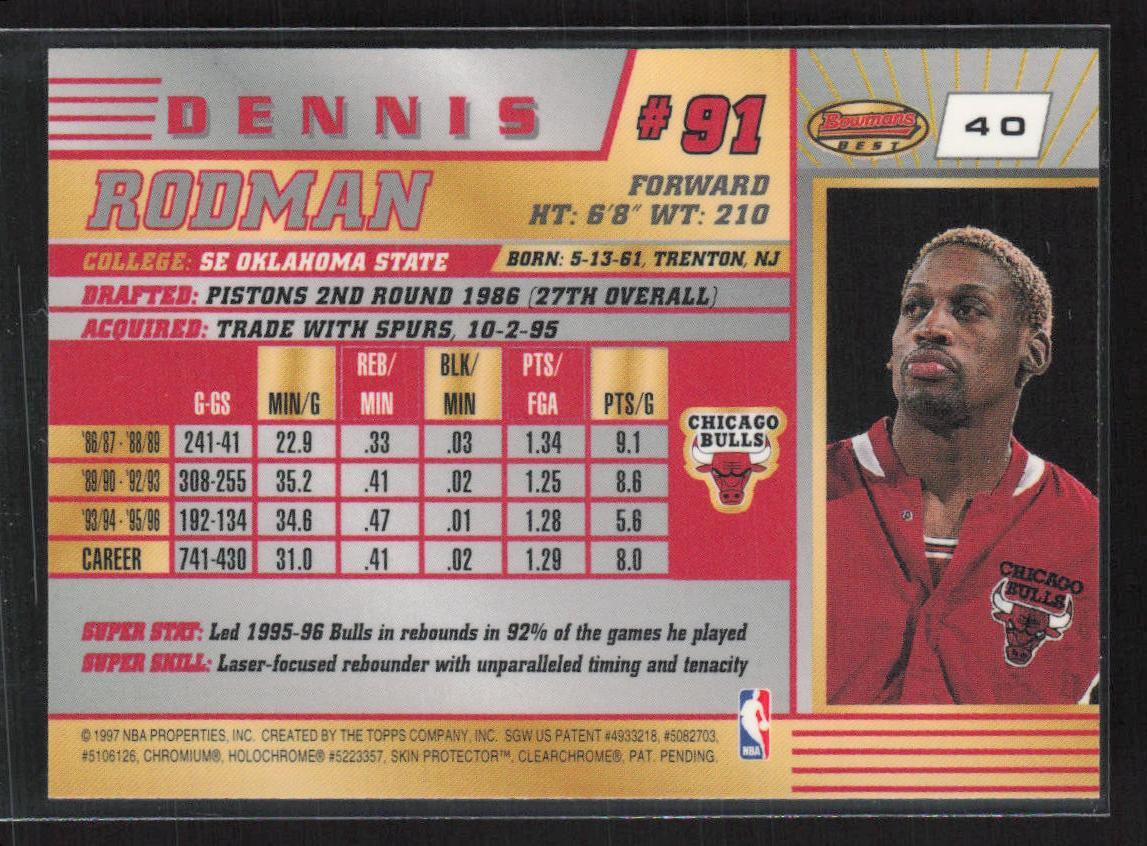 DENNIS
#91
Bowmans
BEST
40
RODMAN
FORWARD
HT: 6'8" WT: 210
COLLEGE: SE OKLAHOMA STATE
BORN: 5-13-61, TRENTON, NJ
DRAFTED: PISTONS 2ND ROUND 1986 (27TH OVERALL)
ACQUIRED: TRADE WITH SPURS, 10-2-95
G-GS MIN/G REB/MIN BLK/MIN PTS/FGA PTS/G
'86/87 - '88/89 241-41 22.9 .33 .03 1.34 9.1
'89/90 - '92/93 308-255 35.2 .41 .02 1.25 8.6
'93/94 - '95/96 192-134 34.6 .47 .01 1.28 5.6
CAREER 741-430 31.0 .41 .02 1.29 8.0
CHICAGO
BULLS
CHICAGO
BULLS
SUPER STAT: Led 1995-96 Bulls in rebounds in 92% of the games he played
SUPER SKILL: Laser-focused rebounder with unparalleled timing and tenacity
© 1997 NBA PROPERTIES, INC. CREATED BY THE TOPPS COMPANY, INC. SGW US PATENT #4933218, #5082703,
#5106126, CHROMIUM®, HOLOCHROME® #5223357, SKIN PROTECTOR™, CLEARCHROME®, PAT. PENDING.
NBA